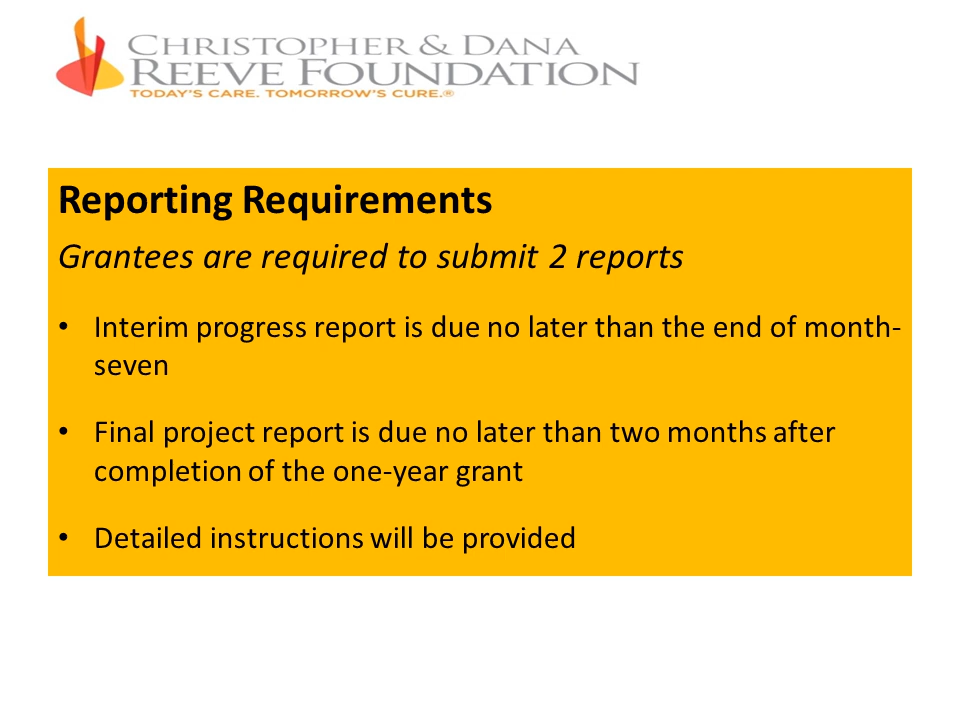 CHRISTOPHER & DANA
REEVE FOUNDATION
TODAY'S CARE. TOMORROW'S CURE.®
Reporting Requirements
Grantees are required to submit 2 reports
• Interim progress report is due no later than the end of month-
seven
• Final project report is due no later than two months after
completion of the one-year grant
• Detailed instructions will be provided